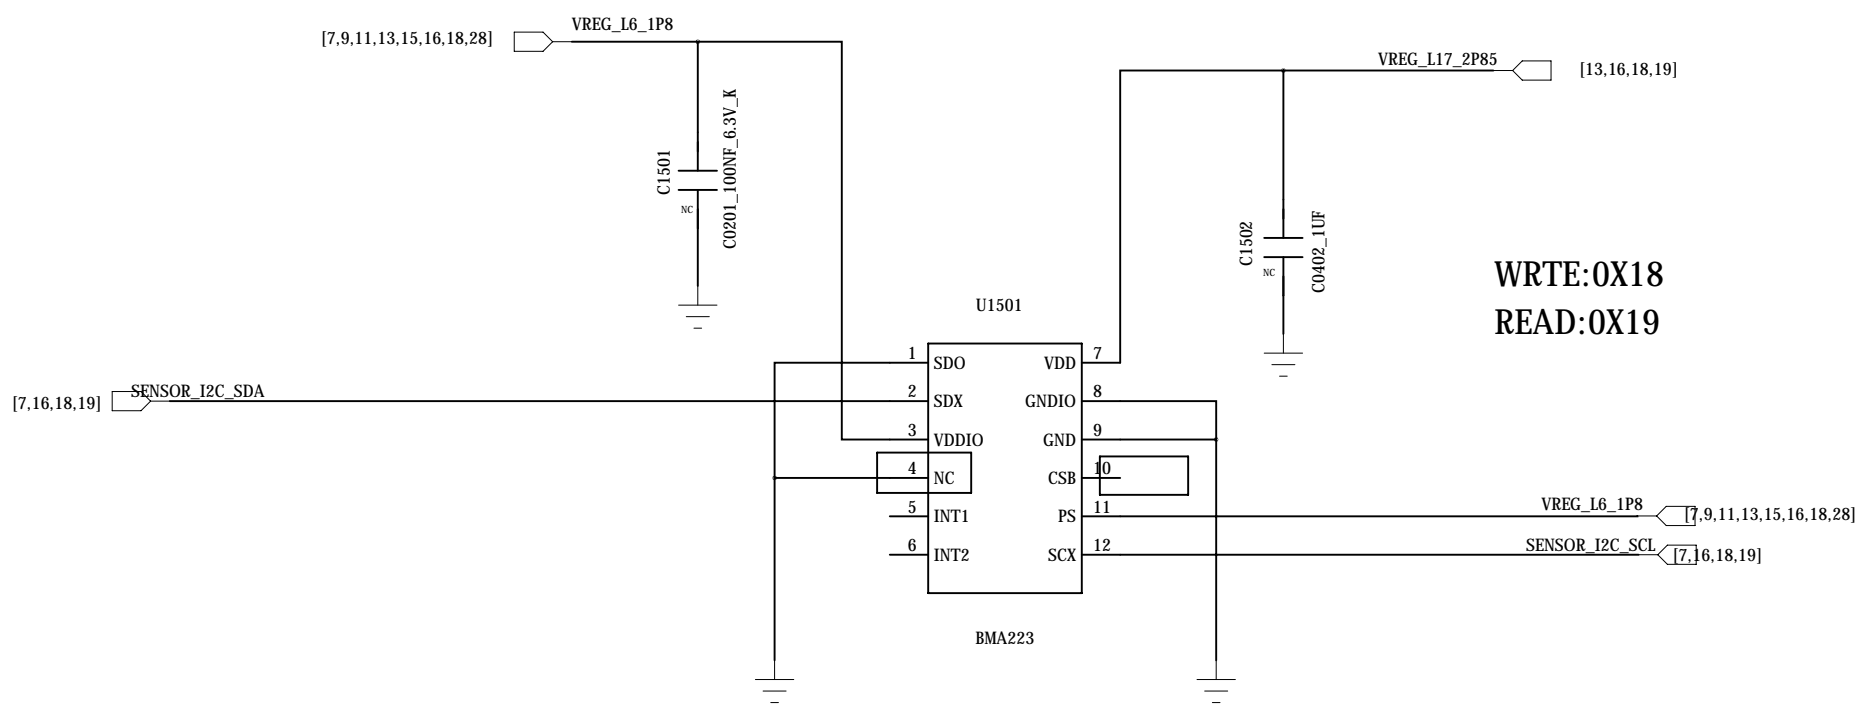 VREG_L6_1P8
[7,9,11,13,15,16,18,28]
VREG_L17_2P85
[13,16,18,19]
C1501
NC
C0201_100NF_6.3V_K
C1502
NC
C0402_1UF
WRTE:0X18
READ:0X19
U1501
1 SDO
VDD 7
SENSOR_I2C_SDA
[7,16,18,19]
2 SDX
GNDIO 8
3 VDDIO
GND 9
4 NC
CSB 10
5 INT1
PS 11
VREG_L6_1P8
[7,9,11,13,15,16,18,28]
6 INT2
SCX 12
SENSOR_I2C_SCL
[7,16,18,19]
BMA223